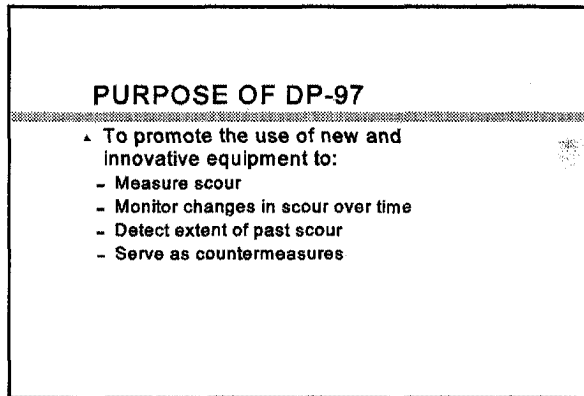 PURPOSE OF DP-97
▴ To promote the use of new and
innovative equipment to:
– Measure scour
– Monitor changes in scour over time
– Detect extent of past scour
– Serve as countermeasures